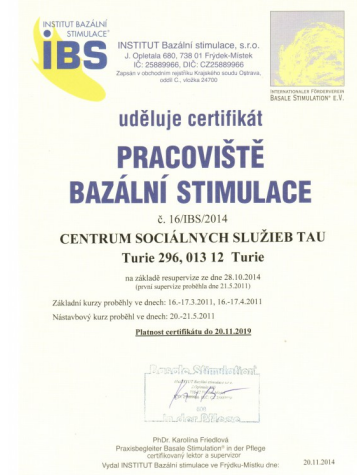 INSTITUT BAZÁLNÍ
STIMULACE®
iBS
INSTITUT Bazální stimulace, s.r.o.
J. Opletala 680, 738 01 Frýdek-Místek
IČ: 25889966, DIČ: CZ25889966
Zapsán v obchodním rejstříku Krajského soudu Ostrava,
oddíl C., vložka 24700
INTERNATIONALER FÖRDERVEREIN
BASALE STIMULATION® E.V.
uděluje certifikát
PRACOVIŠTĚ
BAZÁLNÍ STIMULACE
č. 16/IBS/2014
CENTRUM SOCIÁLNYCH SLUŽIEB TAU
Turie 296, 013 12 Turie
na základě resupervize ze dne 28.10.2014
(první supervize proběhla dne 21.5.2011)
Základní kurzy proběhly ve dnech: 16.-17.3.2011, 16.-17.4.2011
Nástavbový kurz proběhl ve dnech: 20.-21.5.2011
Platnost certifikátu do 20.11.2019
Basale Stimulation
in der Pflege
PhDr. Karolína Friedlová
Praxisbegleiter Basale Stimulation® in der Pflege
certifikovaný lektor a supervizor
Vydal INSTITUT Bazální stimulace ve Frýdku-Místku dne:
20.11.2014